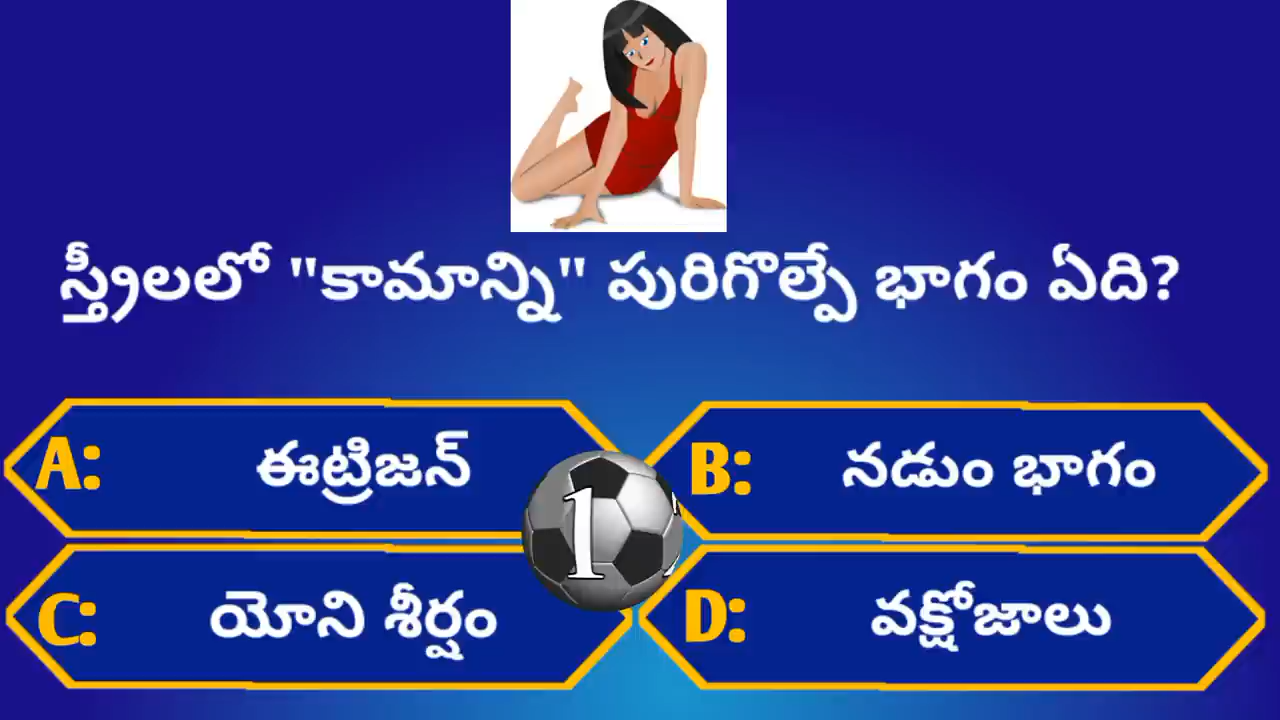 స్త్రీలలో "కామాన్ని" పురిగొల్పే భాగం ఏది?
A: ఈట్రిజన్
B: నడుం భాగం
1
C: యోని శీర్షం
D: వక్షోజాలు